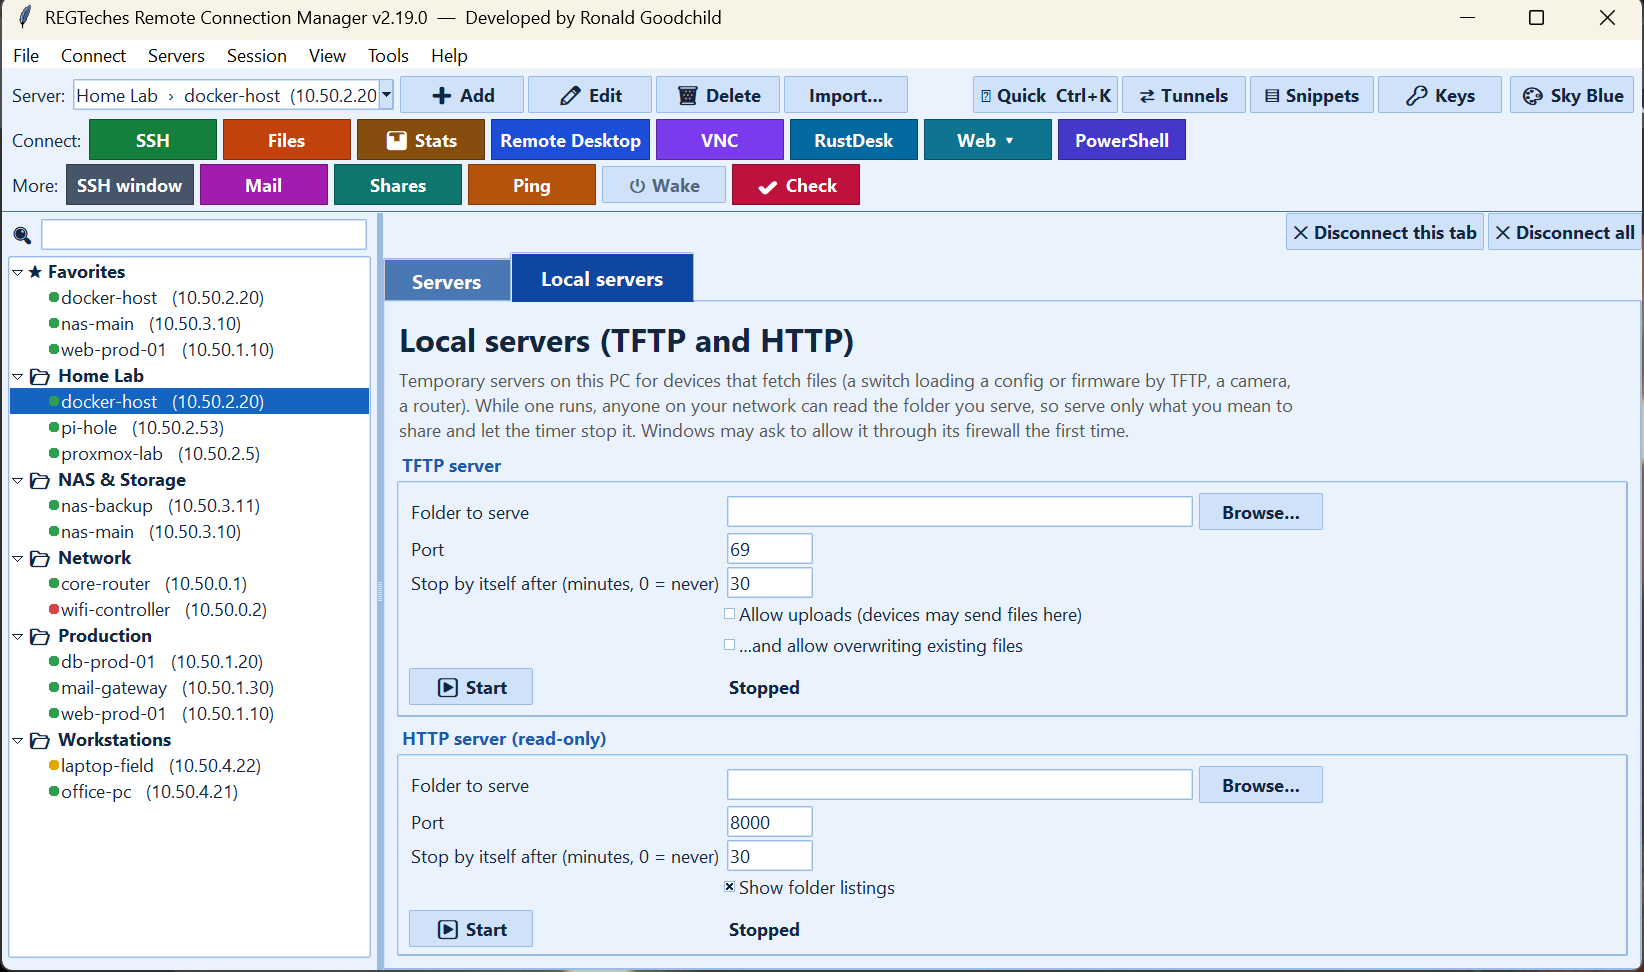 REGTeches Remote Connection Manager v2.19.0 — Developed by Ronald Goodchild
File Connect Servers Session View Tools Help
Server: Home Lab › docker-host (10.50.2.20 Add Edit Delete Import... Quick Ctrl+K Tunnels Snippets Keys Sky Blue
Connect: SSH Files Stats Remote Desktop VNC RustDesk Web PowerShell
More: SSH window Mail Shares Ping Wake Check
Disconnect this tab Disconnect all
Favorites
docker-host (10.50.2.20)
nas-main (10.50.3.10)
web-prod-01 (10.50.1.10)
Home Lab
docker-host (10.50.2.20)
pi-hole (10.50.2.53)
proxmox-lab (10.50.2.5)
NAS & Storage
nas-backup (10.50.3.11)
nas-main (10.50.3.10)
Network
core-router (10.50.0.1)
wifi-controller (10.50.0.2)
Production
db-prod-01 (10.50.1.20)
mail-gateway (10.50.1.30)
web-prod-01 (10.50.1.10)
Workstations
laptop-field (10.50.4.22)
office-pc (10.50.4.21)
Servers Local servers
Local servers (TFTP and HTTP)
Temporary servers on this PC for devices that fetch files (a switch loading a config or firmware by TFTP, a camera,
a router). While one runs, anyone on your network can read the folder you serve, so serve only what you mean to
share and let the timer stop it. Windows may ask to allow it through its firewall the first time.
TFTP server
Folder to serve Browse...
Port 69
Stop by itself after (minutes, 0 = never) 30
Allow uploads (devices may send files here)
...and allow overwriting existing files
Start Stopped
HTTP server (read-only)
Folder to serve Browse...
Port 8000
Stop by itself after (minutes, 0 = never) 30
Show folder listings
Start Stopped